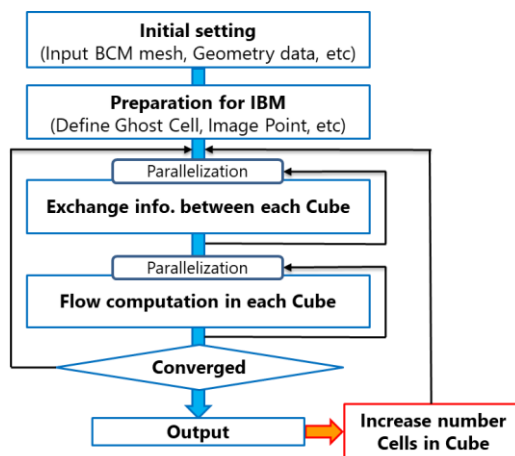 Initial setting
(Input BCM mesh, Geometry data, etc)
Preparation for IBM
(Define Ghost Cell, Image Point, etc)
Parallelization
Exchange info. between each Cube
Parallelization
Flow computation in each Cube
Converged
Output
Increase number
Cells in Cube